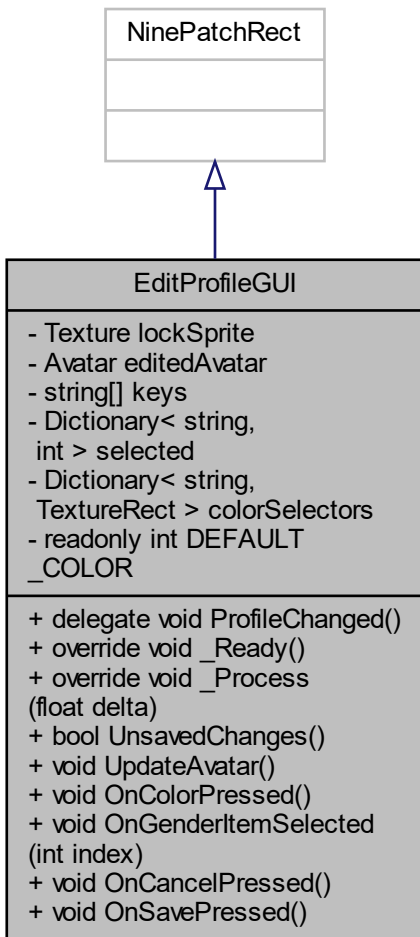 NinePatchRect
EditProfileGUI
- Texture lockSprite
- Avatar editedAvatar
- string[] keys
- Dictionary< string,
int > selected
- Dictionary< string,
TextureRect > colorSelectors
- readonly int DEFAULT
_COLOR
+ delegate void ProfileChanged()
+ override void _Ready()
+ override void _Process
(float delta)
+ bool UnsavedChanges()
+ void UpdateAvatar()
+ void OnColorPressed()
+ void OnGenderItemSelected
(int index)
+ void OnCancelPressed()
+ void OnSavePressed()